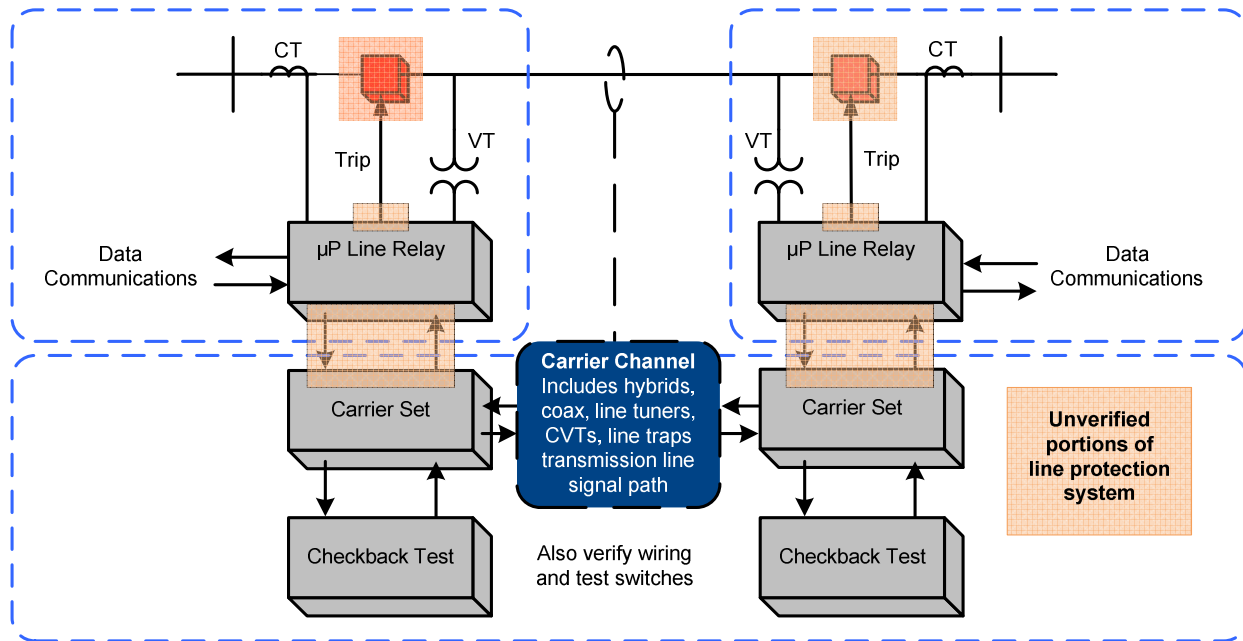 CT
CT
VT
VT
Trip
Trip
µP Line Relay
µP Line Relay
Data
Communications
Data
Communications
Carrier Channel
Includes hybrids,
coax, line tuners,
CVTs, line traps
transmission line
signal path
Carrier Set
Carrier Set
Unverified
portions of
line protection
system
Checkback Test
Also verify wiring
and test switches
Checkback Test